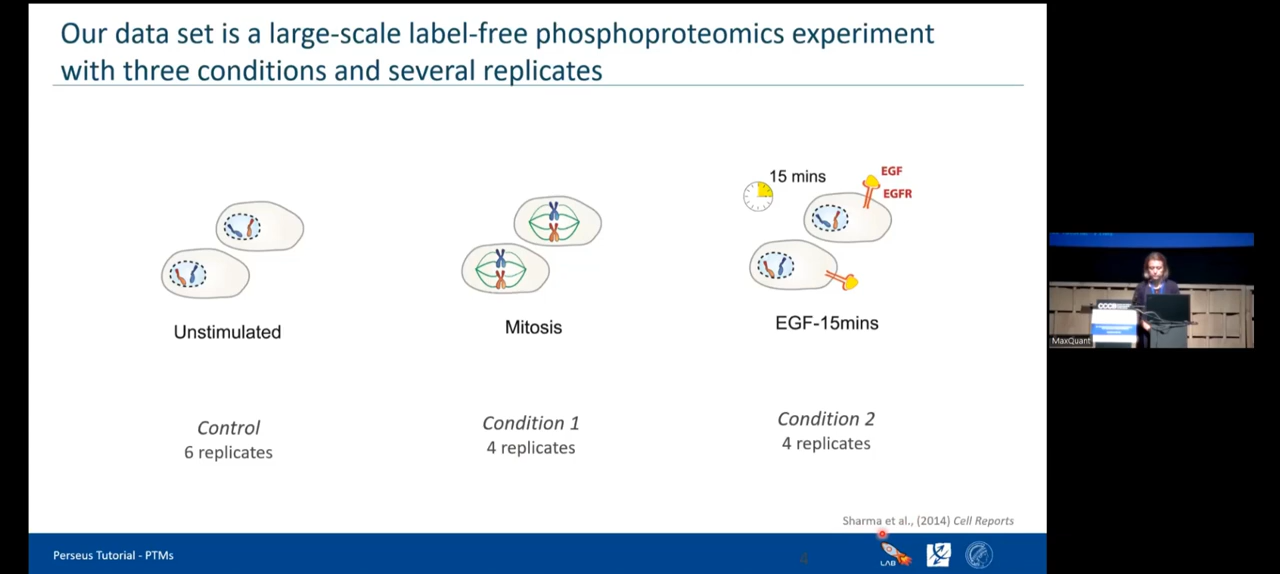 Our data set is a large-scale label-free phosphoproteomics experiment
with three conditions and several replicates
15 mins
EGF
EGFR
Unstimulated
Mitosis
EGF-15mins
Control
6 replicates
Condition 1
4 replicates
Condition 2
4 replicates
Sharma et al., (2014) Cell Reports
Perseus Tutorial - PTMs
4
LAB
MaxQuant